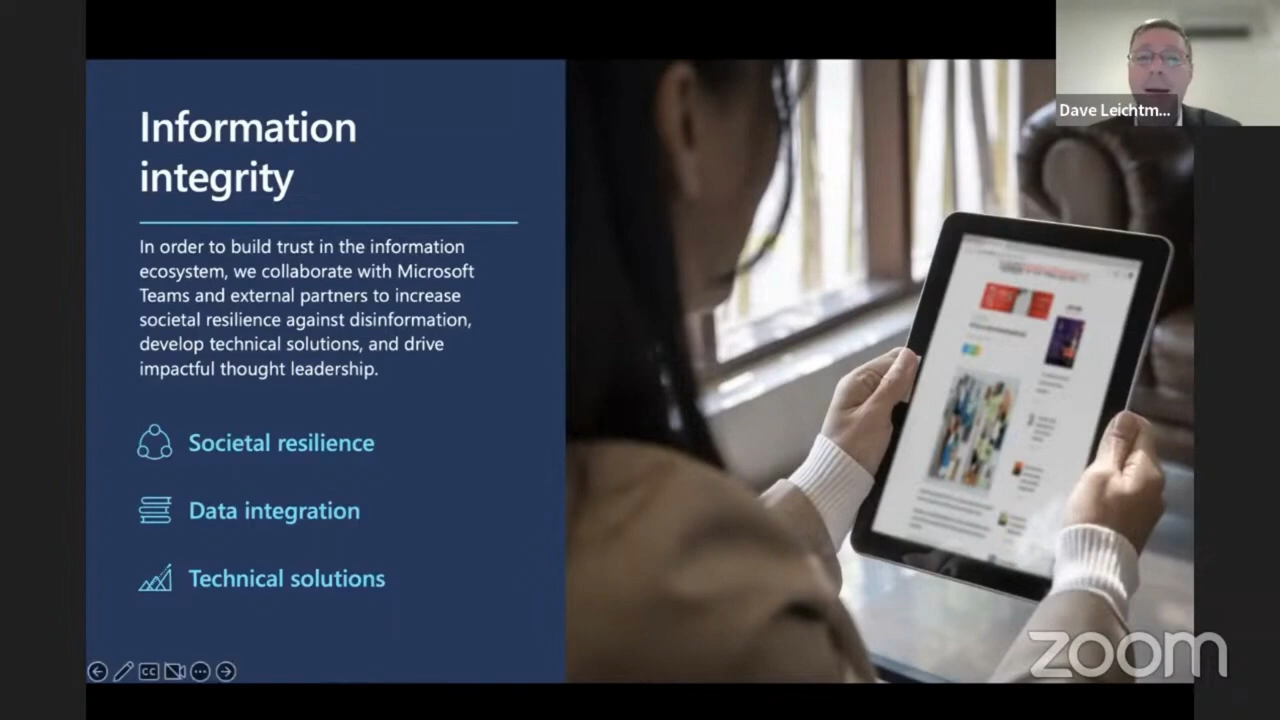 Dave Leichtm...
Information
integrity
In order to build trust in the information
ecosystem, we collaborate with Microsoft
Teams and external partners to increase
societal resilience against disinformation,
develop technical solutions, and drive
impactful thought leadership.
Societal resilience
Data integration
Technical solutions
CC
zoom